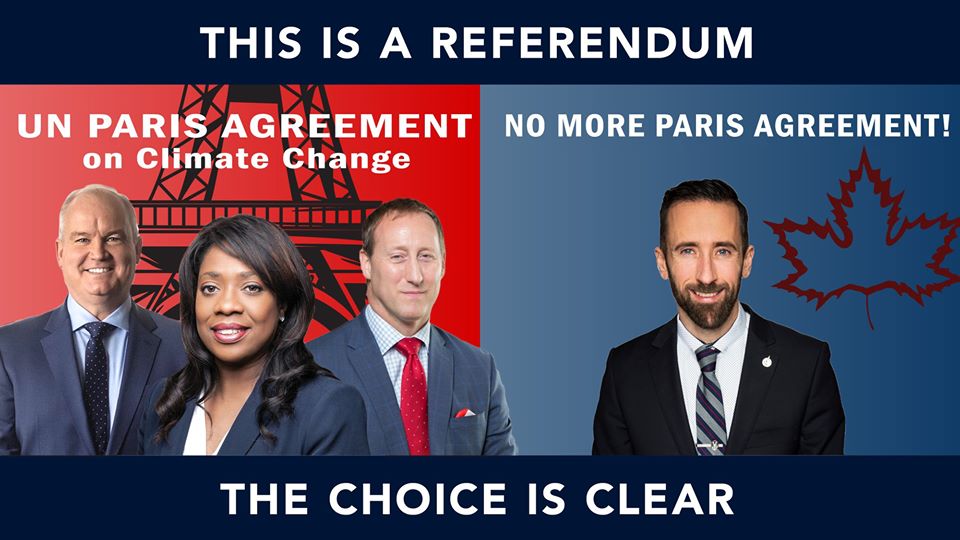 THIS IS A REFERENDUM
UN PARIS AGREEMENT
on Climate Change
NO MORE PARIS AGREEMENT!
THE CHOICE IS CLEAR